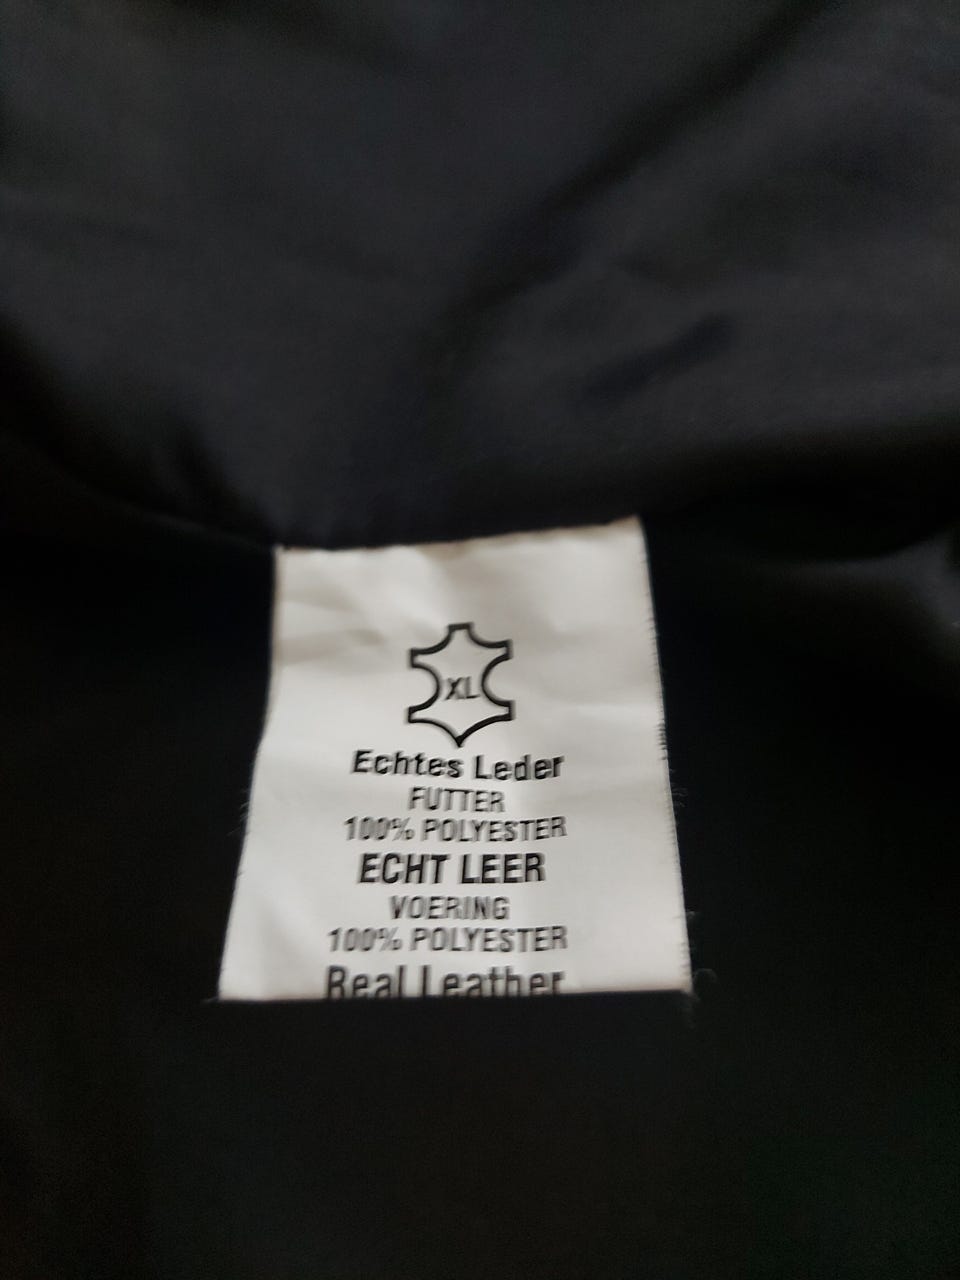 XL
Echtes Leder
FUTTER
100% POLYESTER
ECHT LEER
VOERING
100% POLYESTER
Real Leather